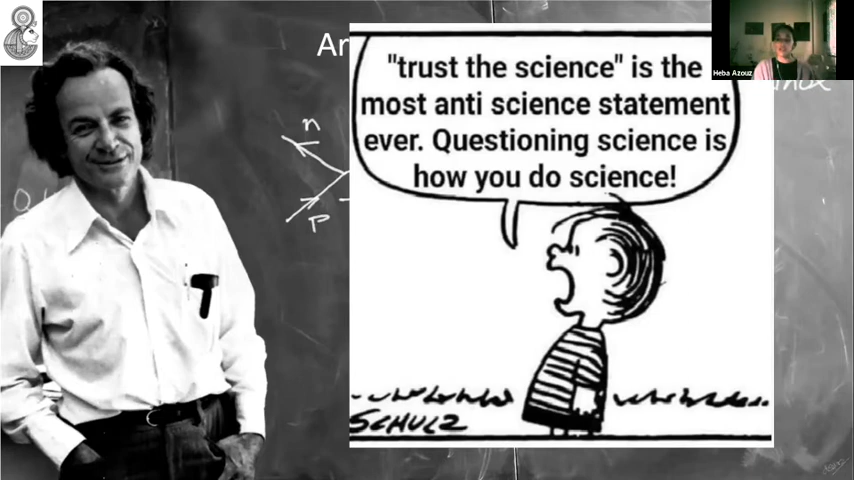 Ar
"trust the science" is the
most anti science statement
ever. Questioning science is
how you do science!
Heba Azouz
n
P
SCHULZ